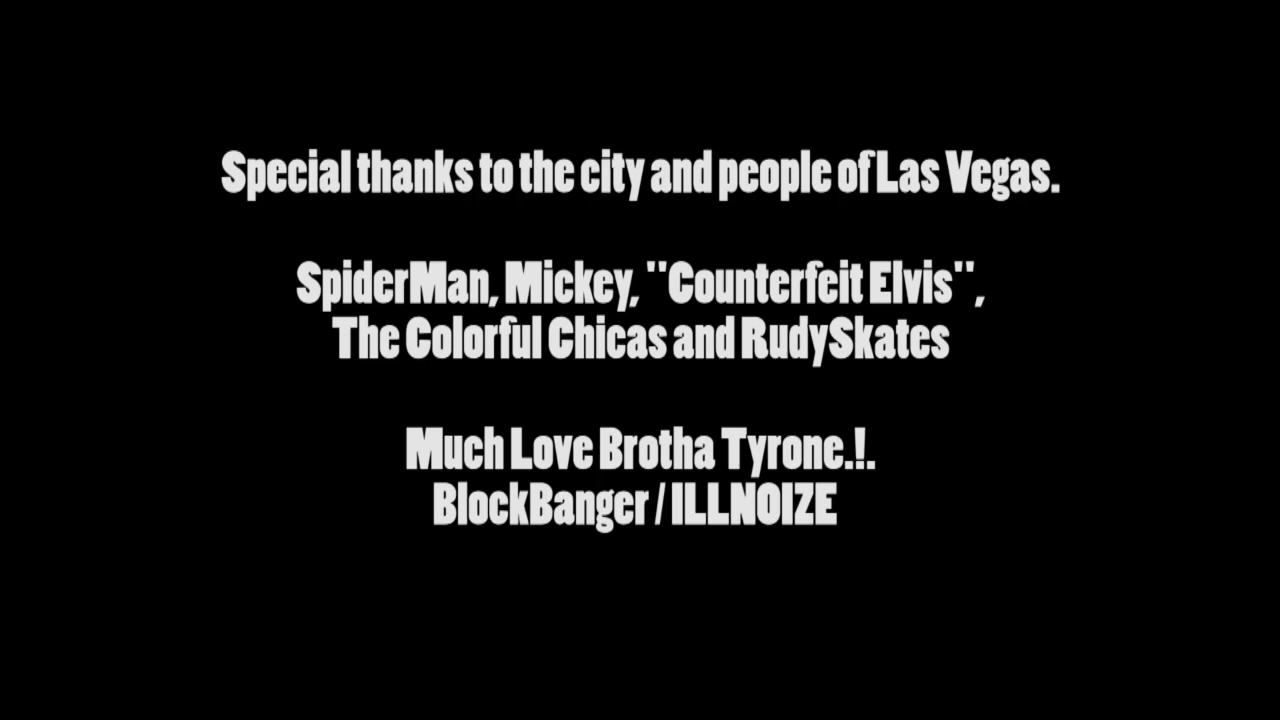 Special thanks to the city and people of Las Vegas.
SpiderMan, Mickey, "Counterfeit Elvis",
The Colorful Chicas and RudySkates
Much Love Brotha Tyrone.!.
BlockBanger / ILLNOIZE